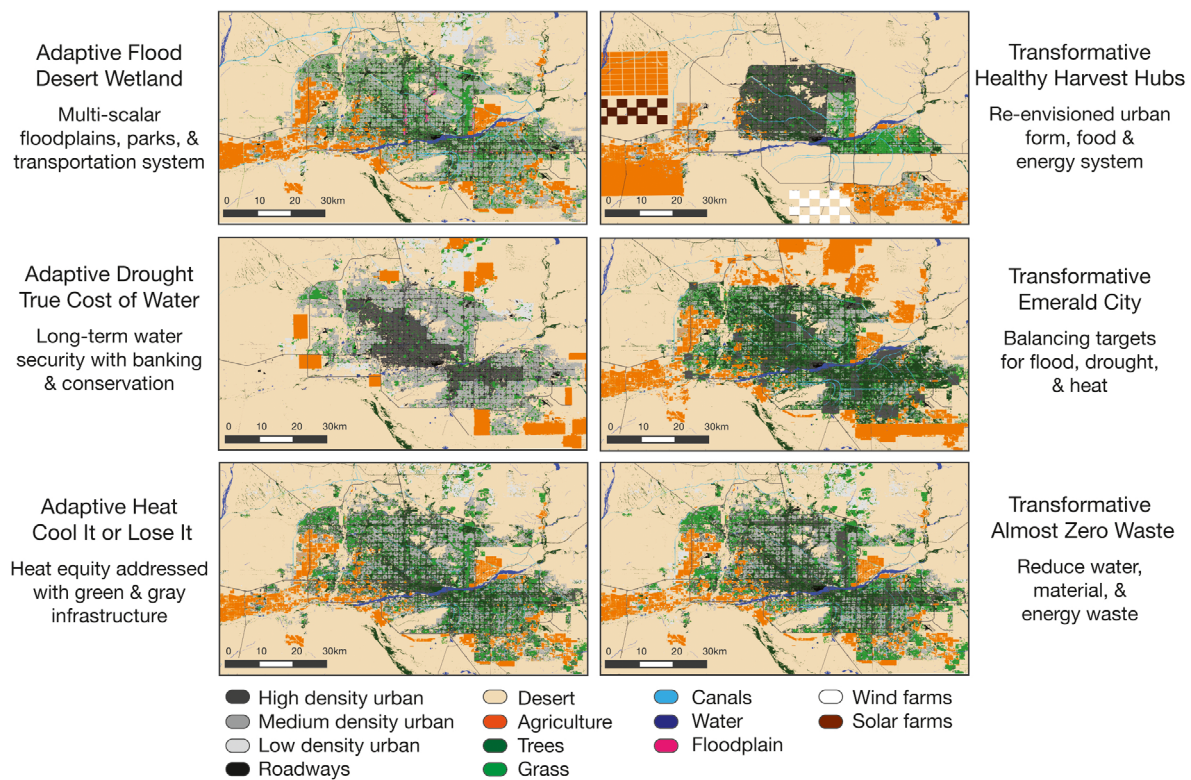 Adaptive Flood
Desert Wetland
Multi-scalar
floodplains, parks, &
transportation system
0 10 20 30km
Transformative
Healthy Harvest Hubs
Re-envisioned urban
form, food &
energy system
0 10 20 30km
Adaptive Drought
True Cost of Water
Long-term water
security with banking
& conservation
0 10 20 30km
Transformative
Emerald City
Balancing targets
for flood, drought,
& heat
0 10 20 30km
Adaptive Heat
Cool It or Lose It
Heat equity addressed
with green & gray
infrastructure
0 10 20 30km
Transformative
Almost Zero Waste
Reduce water,
material, &
energy waste
0 10 20 30km
High density urban
Medium density urban
Low density urban
Roadways
Desert
Agriculture
Trees
Grass
Canals
Water
Floodplain
Wind farms
Solar farms